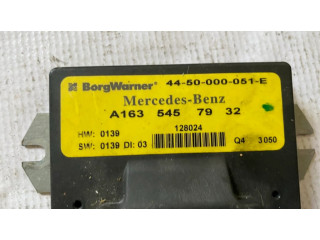 BorgWarner 44-50-000-051-E
Mercedes-Benz
A163 545 79 32
HW: 0139 128024
SW: 0139 DI: 03 Q4 3050